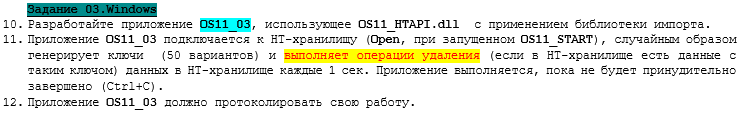 Задание 03.Windows
10. Разработайте приложение OS11_03, использующее OS11_HTAPI.dll с применением библиотеки импорта.
11. Приложение OS11_03 подключается к HT-хранилищу (Open, при запущенном OS11_START), случайным образом
генерирует ключи (50 вариантов) и выполняет операции удаления (если в HT-хранилище есть данные с
таким ключом) данных в HT-хранилище каждые 1 сек. Приложение выполняется, пока не будет принудительно
завершено (Ctrl+C).
12. Приложение OS11_03 должно протоколировать свою работу.